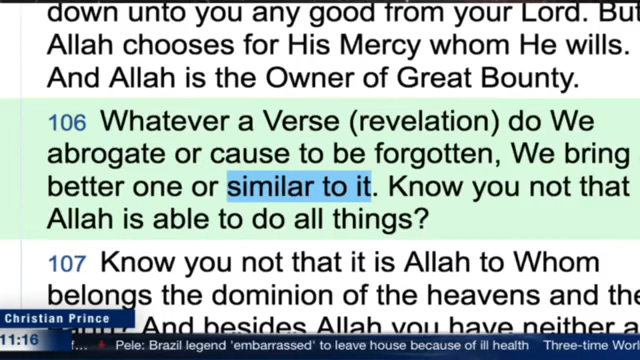 down unto you any good from your Lord. But
Allah chooses for His Mercy whom He wills.
And Allah is the Owner of Great Bounty.
106 Whatever a Verse (revelation) do We
abrogate or cause to be forgotten, We bring
better one or similar to it. Know you not that
Allah is able to do all things?
107 Know you not that it is Allah to Whom
belongs the dominion of the heavens and the
And besides Allah you have neither a
Christian Prince
11:16 f... Pele: Brazil legend 'embarrassed' to leave house because of ill health Three-time Wor